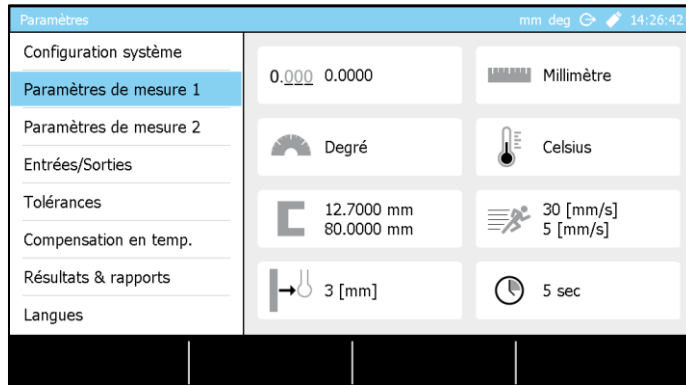 Paramètres
mm deg 14:26:42
Configuration système
Paramètres de mesure 1
Paramètres de mesure 2
Entrées/Sorties
Tolérances
Compensation en temp.
Résultats & rapports
Langues
0.000 0.0000
Millimètre
Degré
Celsius
12.7000 mm
80.0000 mm
30 [mm/s]
5 [mm/s]
3 [mm]
5 sec